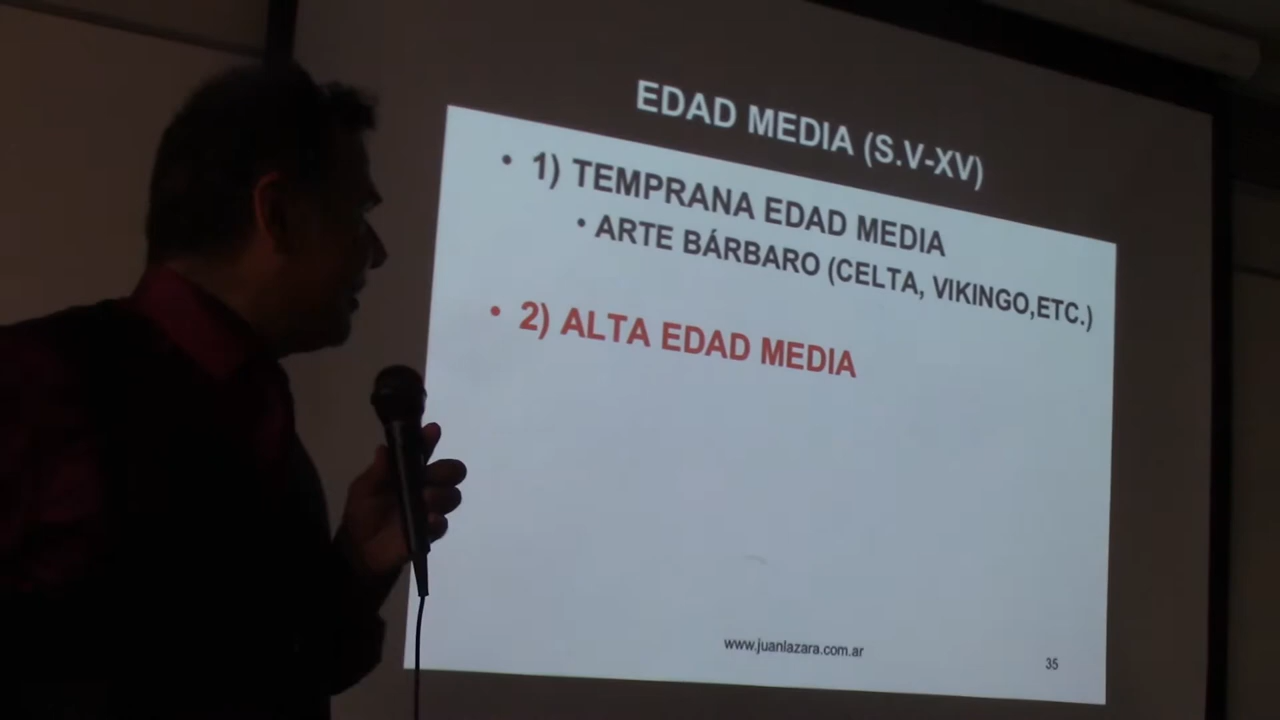 EDAD MEDIA (S.V-XV)
• 1) TEMPRANA EDAD MEDIA
• ARTE BÁRBARO (CELTA, VIKINGO,ETC.)
• 2) ALTA EDAD MEDIA
www.juanlazara.com.ar
35